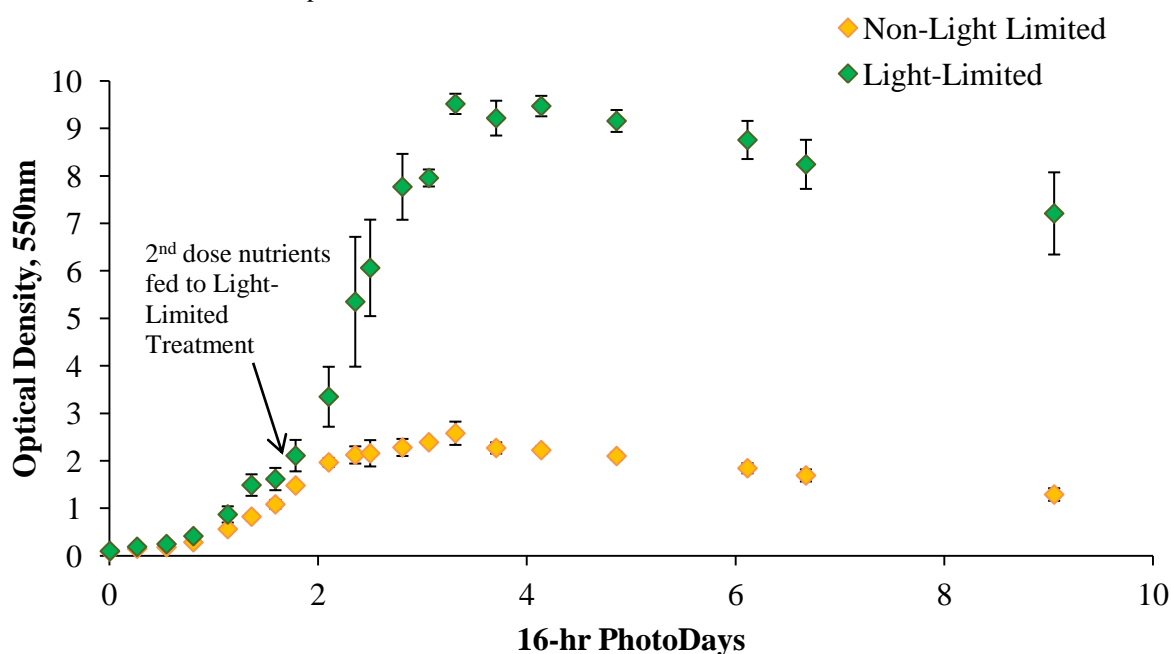 Non-Light Limited
Light-Limited
10
9
8
7
6
5
4
3
2
1
0
Optical Density, 550nm
2nd dose nutrients
fed to Light-
Limited
Treatment
0 2 4 6 8 10
16-hr PhotoDays